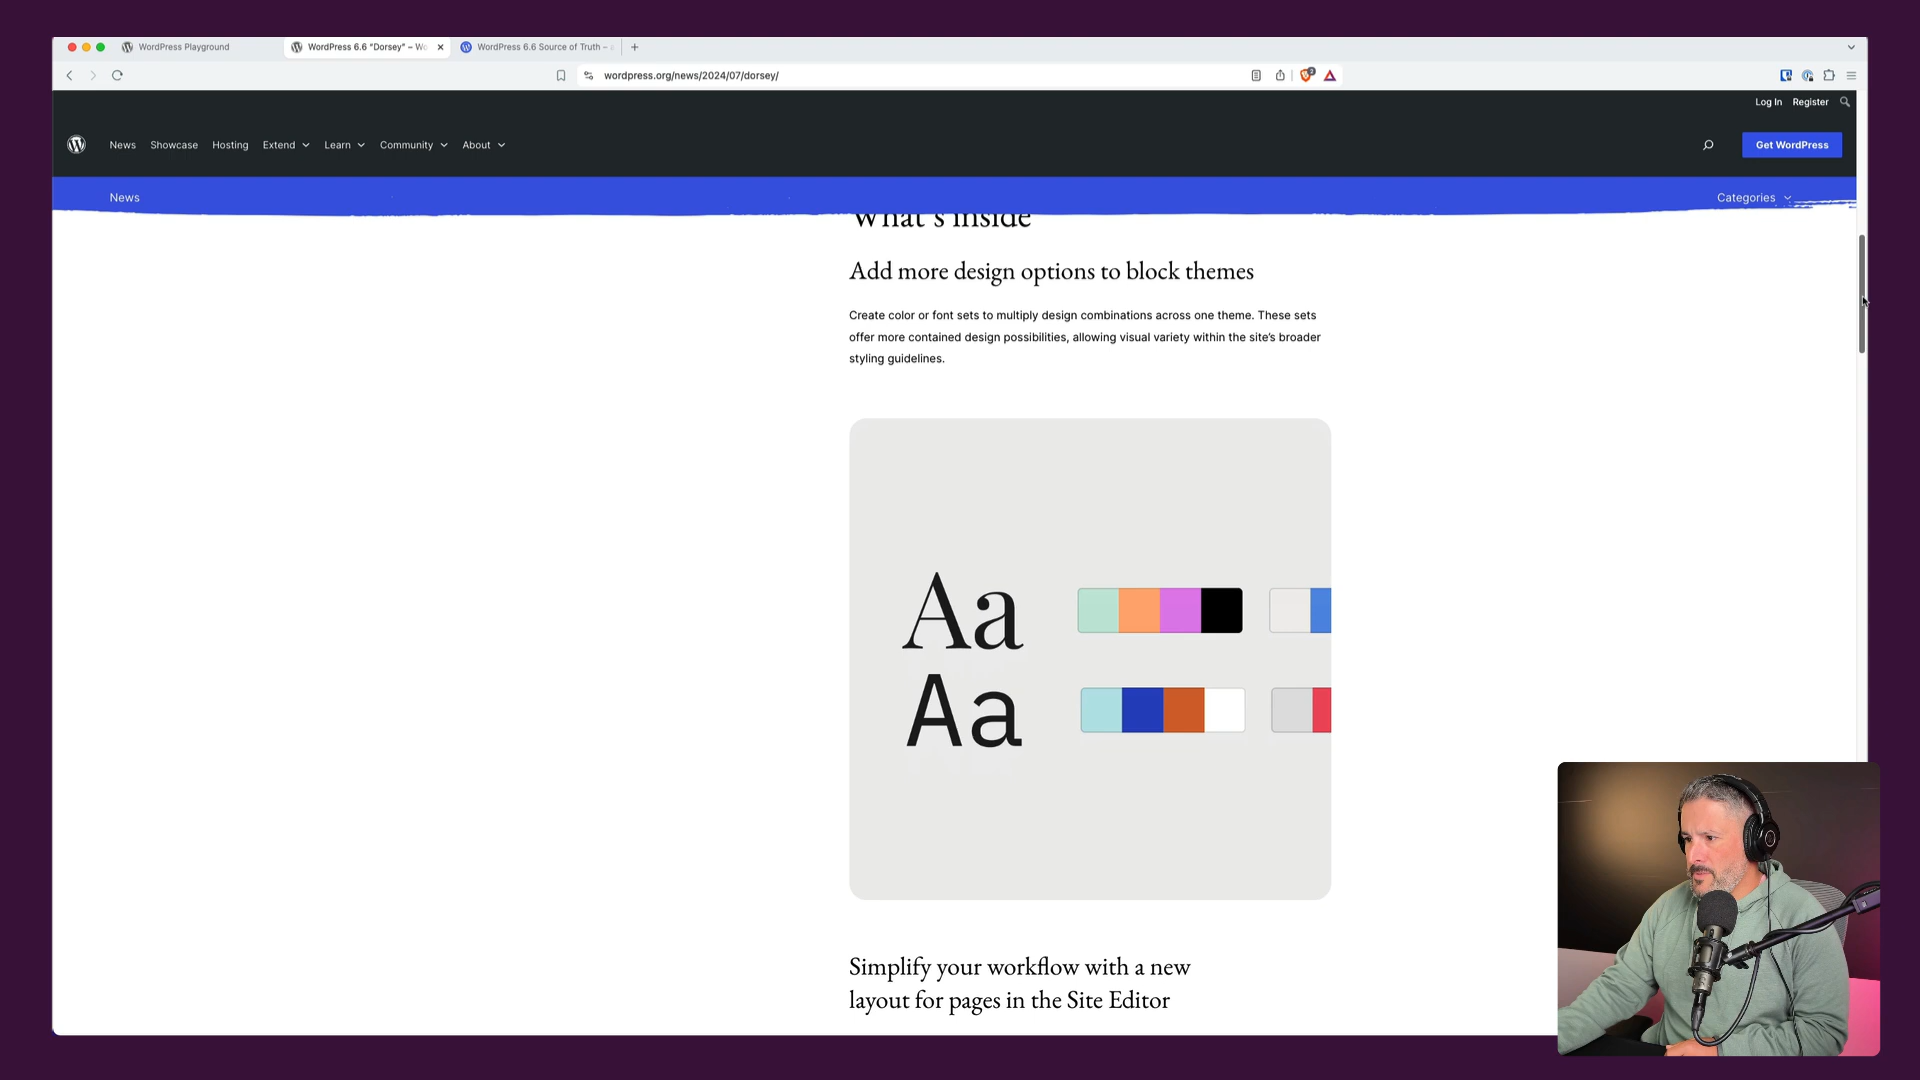 WordPress Playground
WordPress 6.6 "Dorsey" – Wo
WordPress 6.6 Source of Truth –
wordpress.org/news/2024/07/dorsey/
Log In Register
News Showcase Hosting Extend Learn Community About
Get WordPress
News
Categories
What's inside
Add more design options to block themes
Create color or font sets to multiply design combinations across one theme. These sets
offer more contained design possibilities, allowing visual variety within the site's broader
styling guidelines.
Aa
Aa
Simplify your workflow with a new
layout for pages in the Site Editor